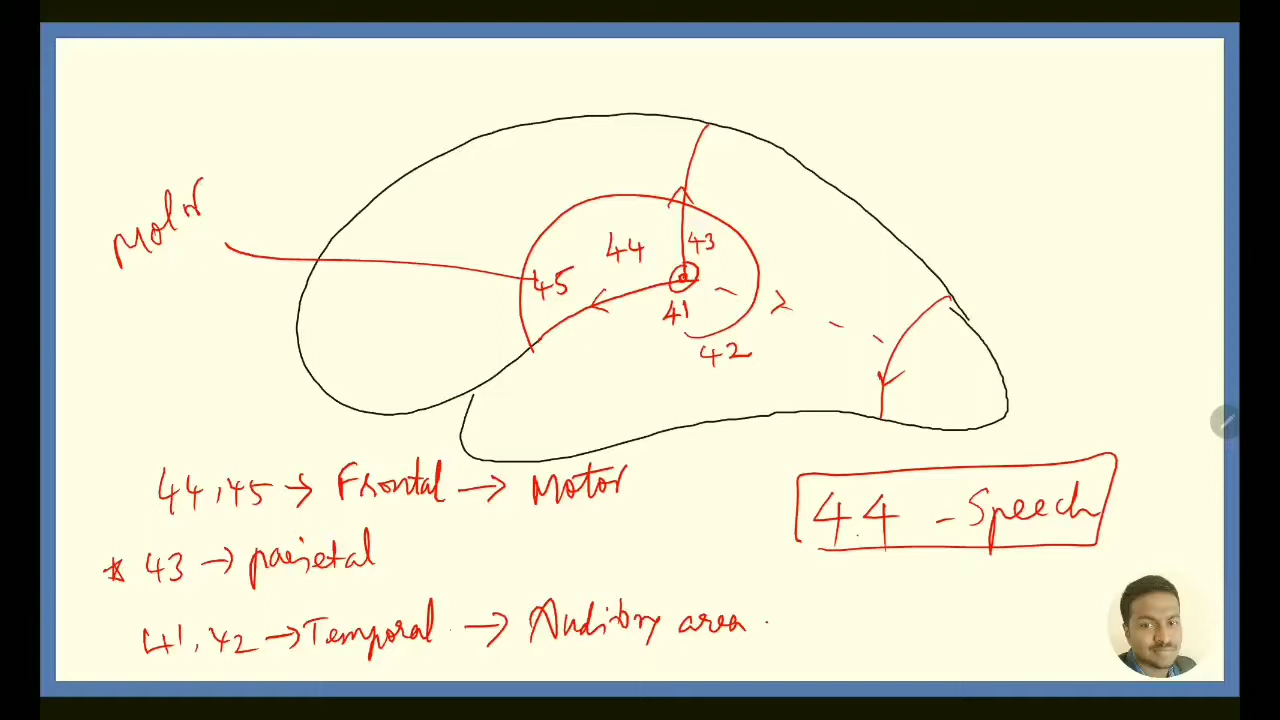 Motor
44
43
45
41
42
44,45 → Frontal → Motor
44 - Speech
* 43 → parietal
41,42 → Temporal → Auditory area